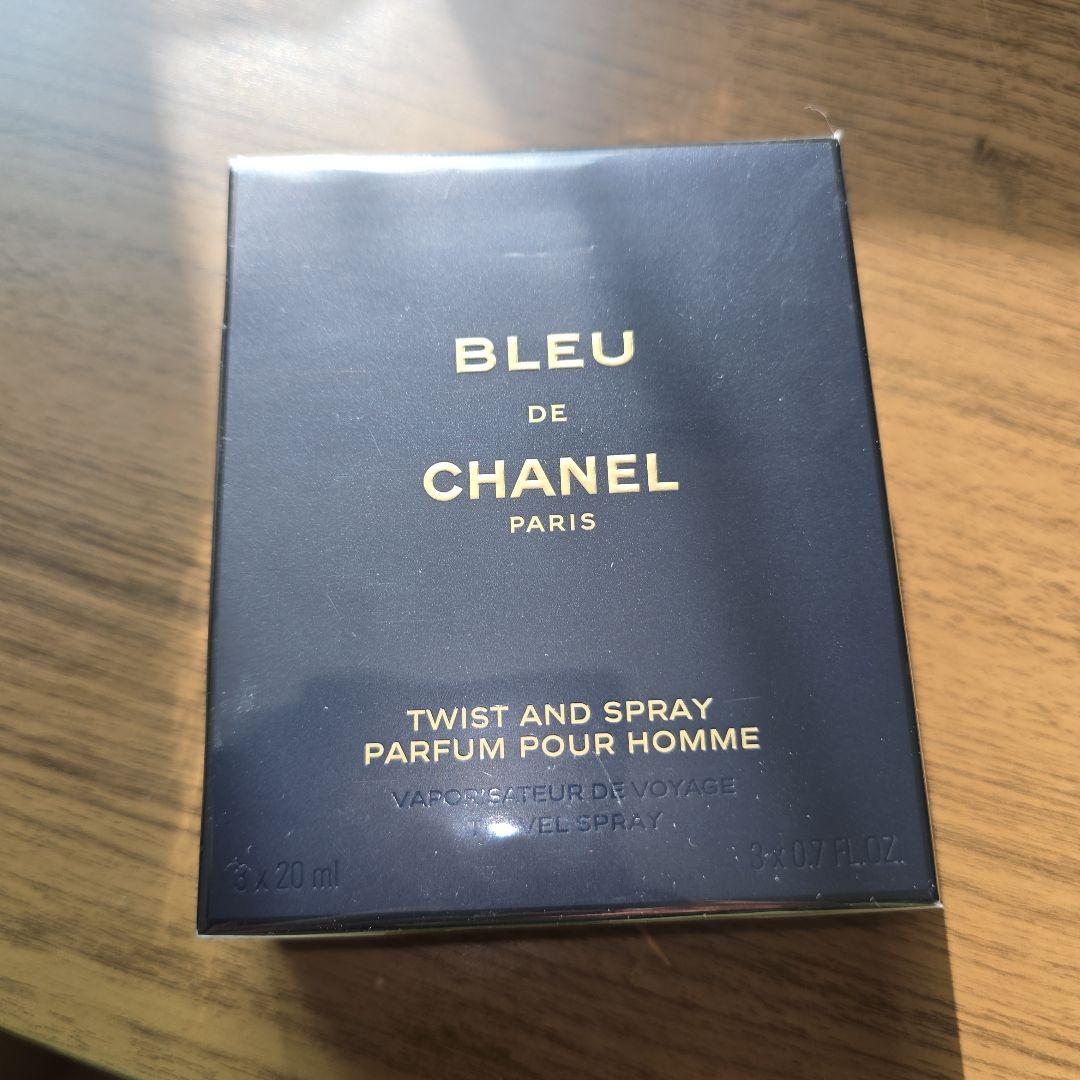 BLEU
DE
CHANEL
PARIS
TWIST AND SPRAY
PARFUM POUR HOMME
VAPORISATEUR DE VOYAGE
TRAVEL SPRAY
3 x 20 ml
3 x 0.7 FL.OZ.